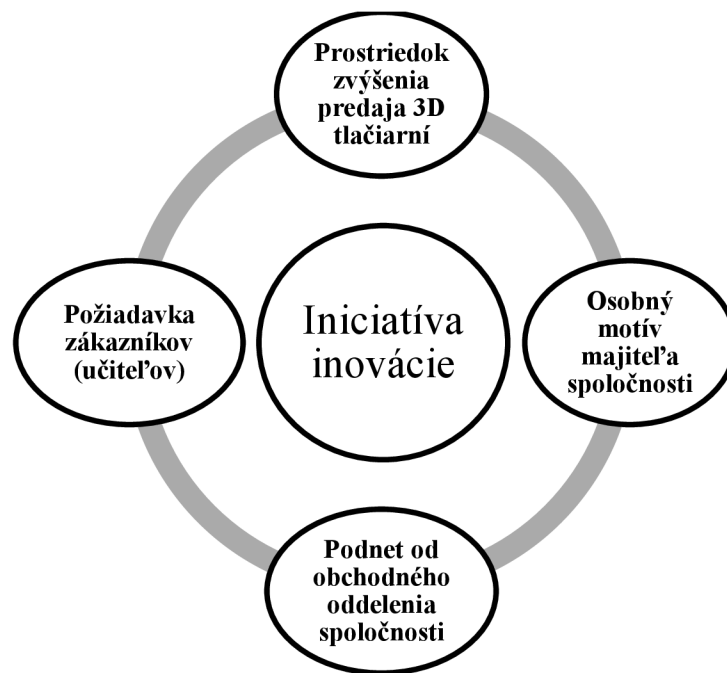 Prostriedok
zvýšenia
predaja 3D
tlačiarní
Požiadavka
zákazníkov
(učiteľov)
Iniciatíva
inovácie
Osobný
motív
majiteľa
spoločnosti
Podnet od
obchodného
oddelenia
spoločnosti